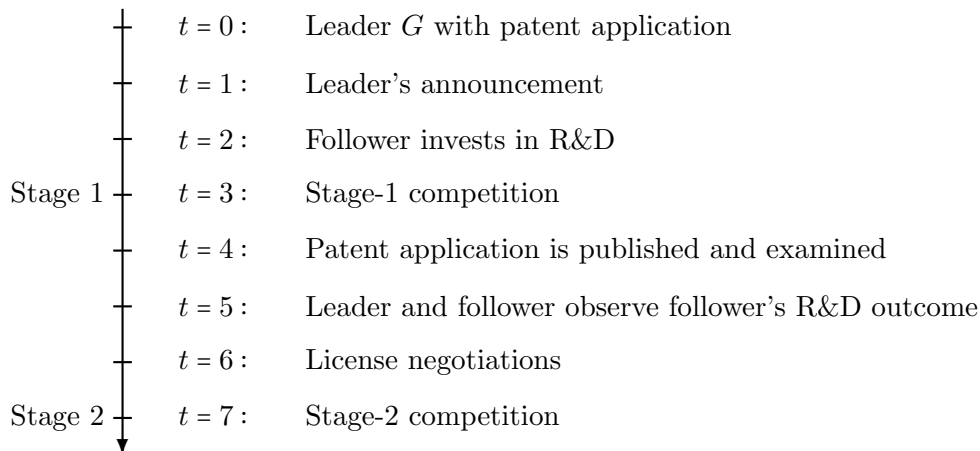 t = 0 : Leader G with patent application
t = 1 : Leader's announcement
t = 2 : Follower invests in R&D
Stage 1 t = 3 : Stage-1 competition
t = 4 : Patent application is published and examined
t = 5 : Leader and follower observe follower's R&D outcome
t = 6 : License negotiations
Stage 2 t = 7 : Stage-2 competition